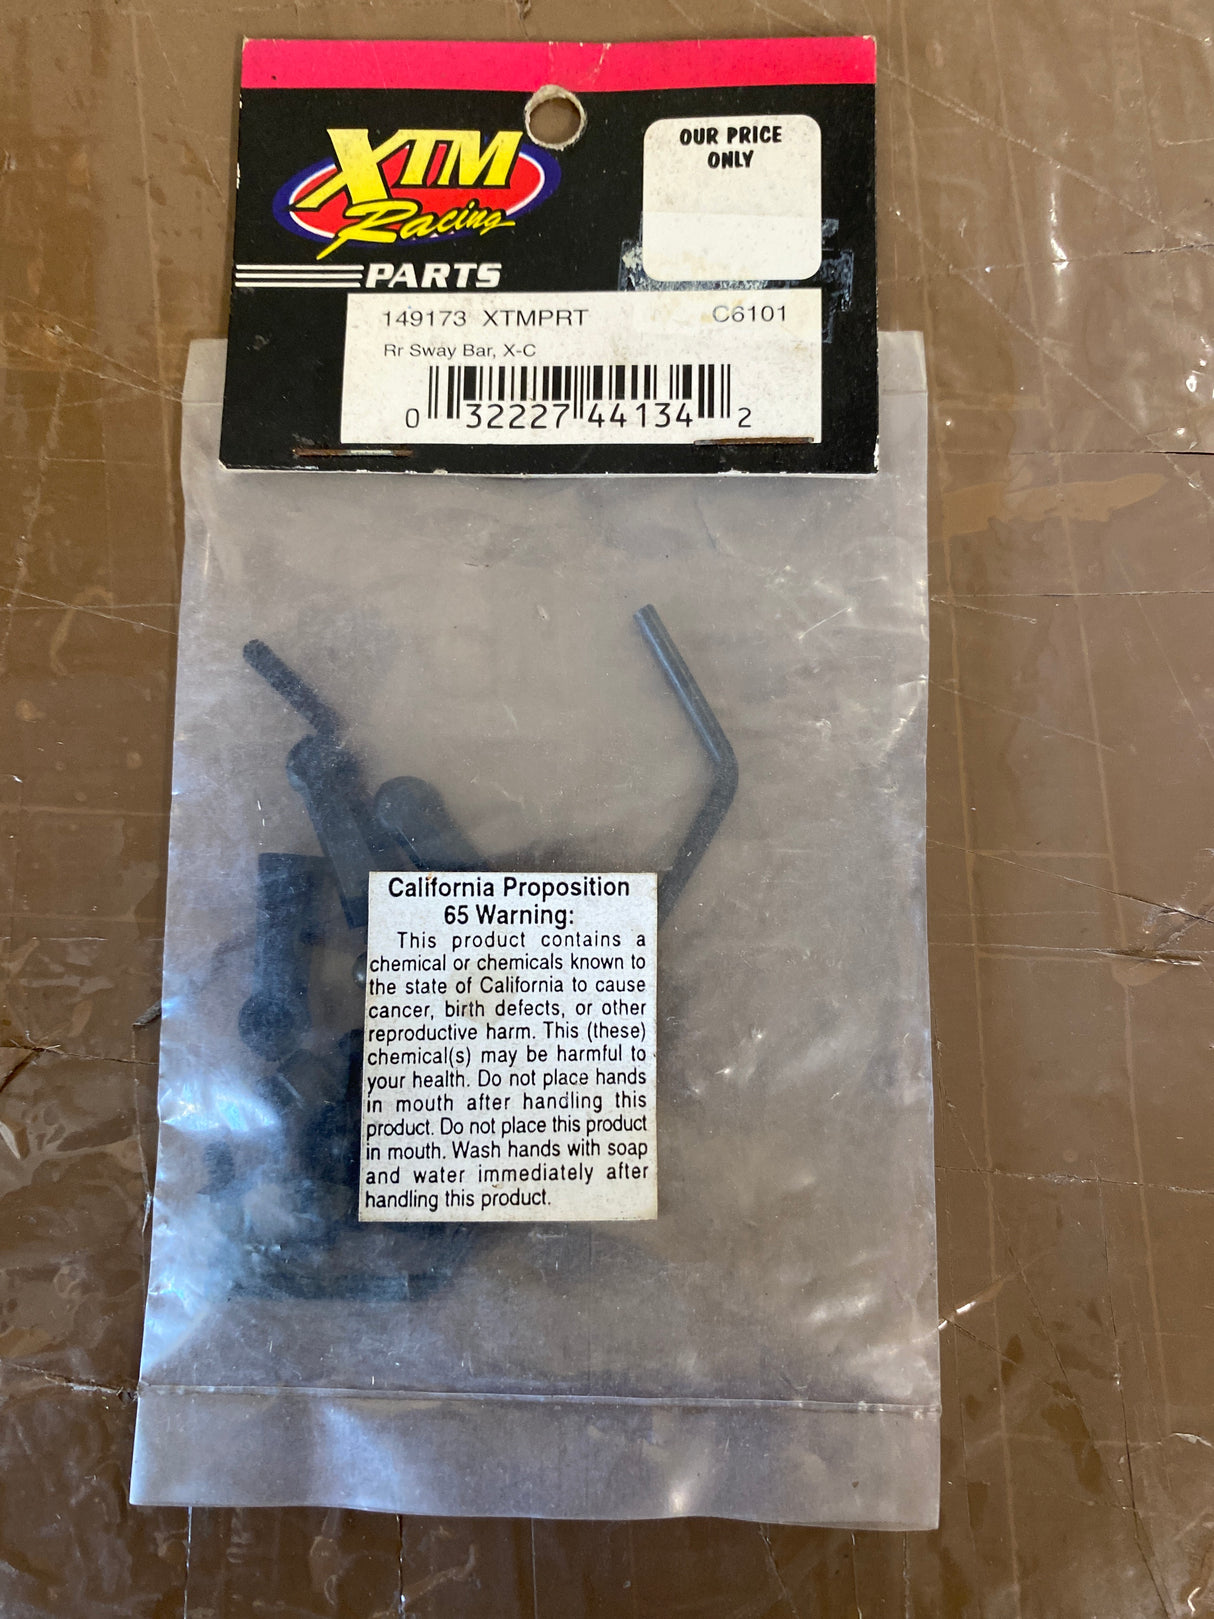 XTM
Racing
PARTS
OUR PRICE
ONLY
149173 XTMPRT C6101
Rr Sway Bar, X-C
0 32227 44134 2
California Proposition
65 Warning:
This product contains a
chemical or chemicals known to
the state of California to cause
cancer, birth defects, or other
reproductive harm. This (these)
chemical(s) may be harmful to
your health. Do not place hands
in mouth after handling this
product. Do not place this product
in mouth. Wash hands with soap
and water immediately after
handling this product.